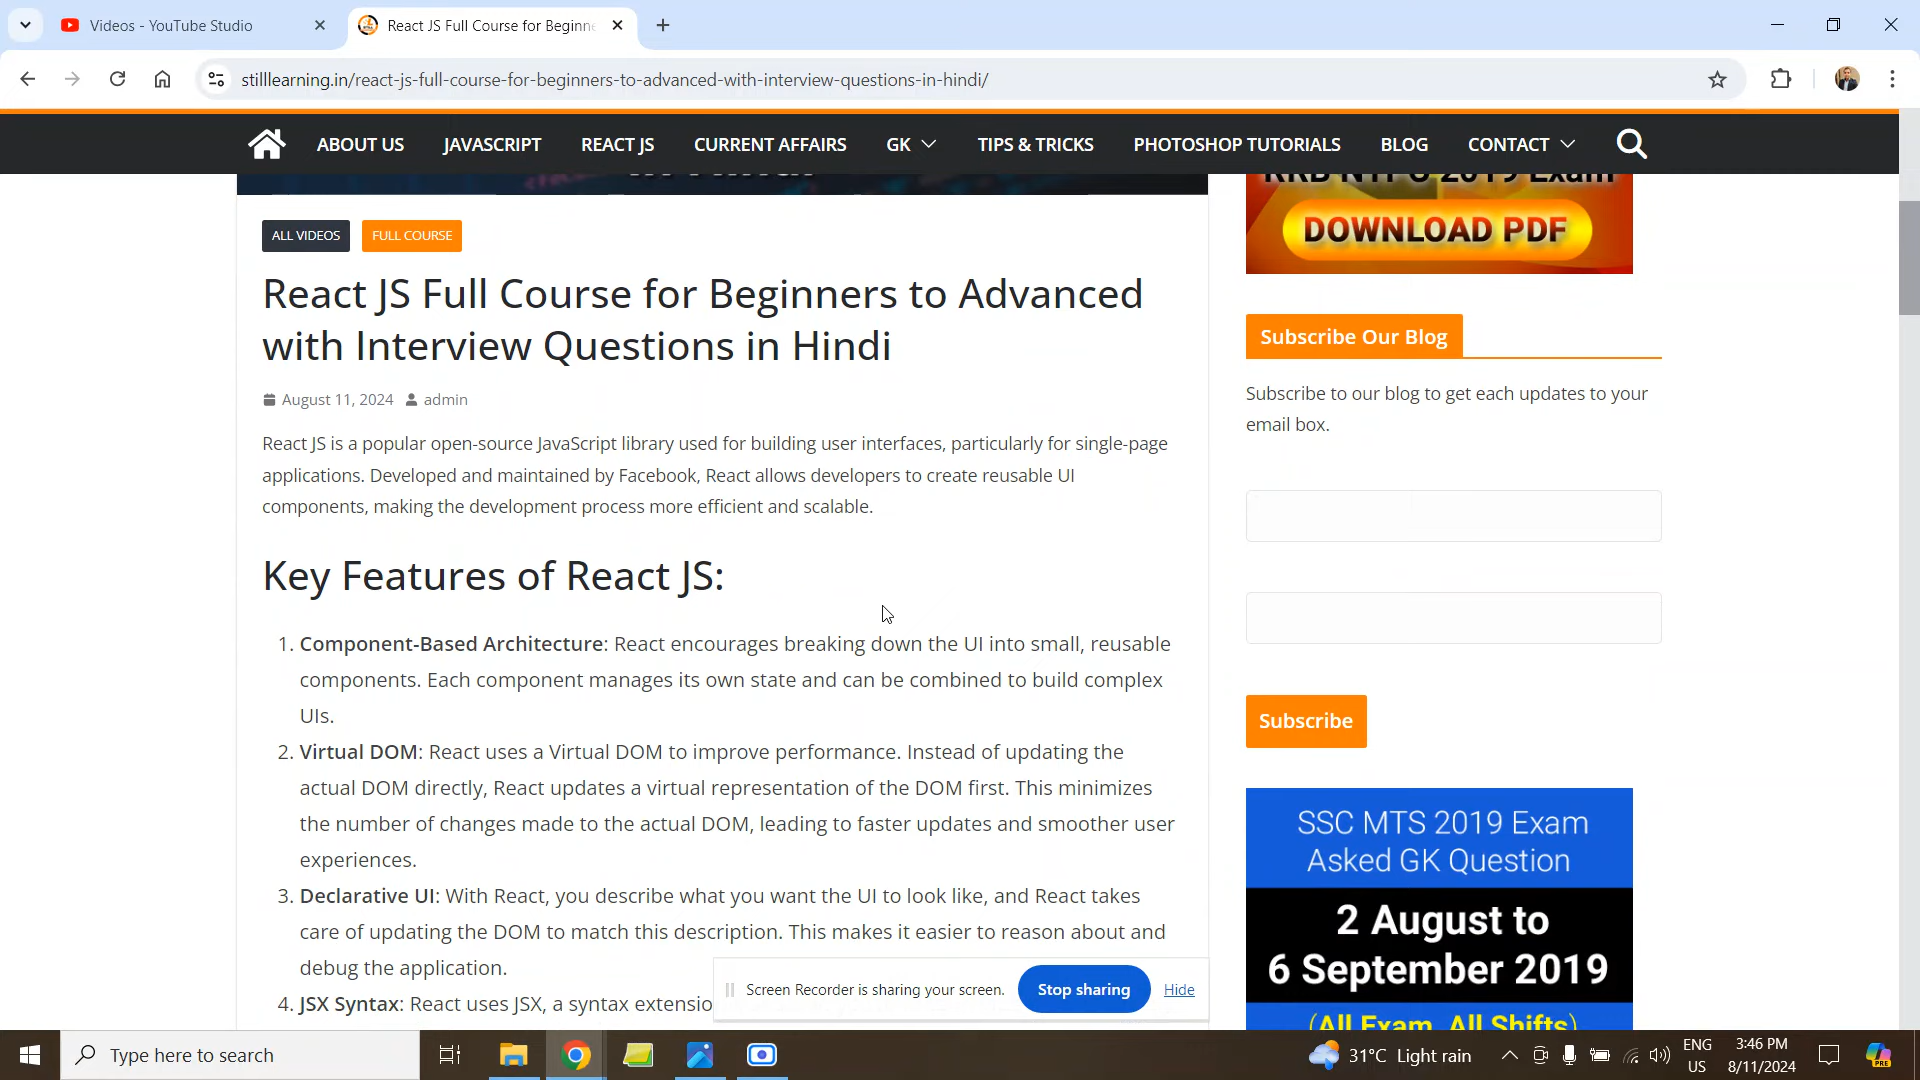 Videos - YouTube Studio
React JS Full Course for Beginne
stilllearning.in/react-js-full-course-for-beginners-to-advanced-with-interview-questions-in-hindi/
ABOUT US JAVASCRIPT REACT JS CURRENT AFFAIRS GK TIPS & TRICKS PHOTOSHOP TUTORIALS BLOG CONTACT
ALL VIDEOS FULL COURSE
React JS Full Course for Beginners to Advanced
with Interview Questions in Hindi
August 11, 2024 admin
React JS is a popular open-source JavaScript library used for building user interfaces, particularly for single-page
applications. Developed and maintained by Facebook, React allows developers to create reusable UI
components, making the development process more efficient and scalable.
Key Features of React JS:
1. Component-Based Architecture: React encourages breaking down the UI into small, reusable
components. Each component manages its own state and can be combined to build complex
UIs.
2. Virtual DOM: React uses a Virtual DOM to improve performance. Instead of updating the
actual DOM directly, React updates a virtual representation of the DOM first. This minimizes
the number of changes made to the actual DOM, leading to faster updates and smoother user
experiences.
3. Declarative UI: With React, you describe what you want the UI to look like, and React takes
care of updating the DOM to match this description. This makes it easier to reason about and
debug the application.
4. JSX Syntax: React uses JSX, a syntax extensio
RRB NTPC 2019 Exam
DOWNLOAD PDF
Subscribe Our Blog
Subscribe to our blog to get each updates to your
email box.
Subscribe
SSC MTS 2019 Exam
Asked GK Question
2 August to
6 September 2019
(All Exam, All Shifts)
Screen Recorder is sharing your screen. Stop sharing Hide
Type here to search
31°C Light rain
ENG
US
3:46 PM
8/11/2024
PRE